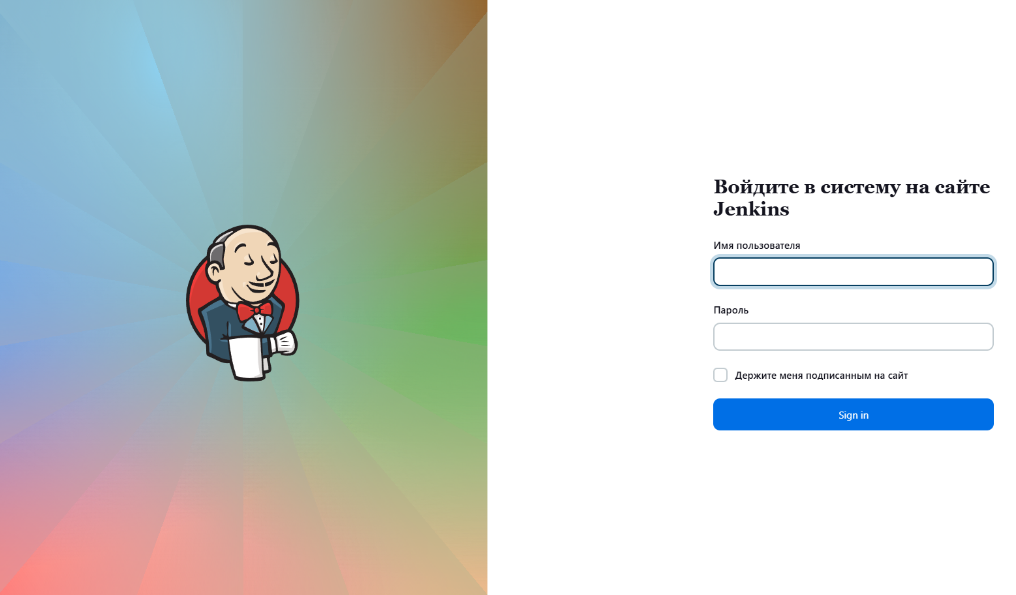 Войдите в систему на сайте
Jenkins
Имя пользователя
Пароль
Держите меня подписанным на сайт
Sign in